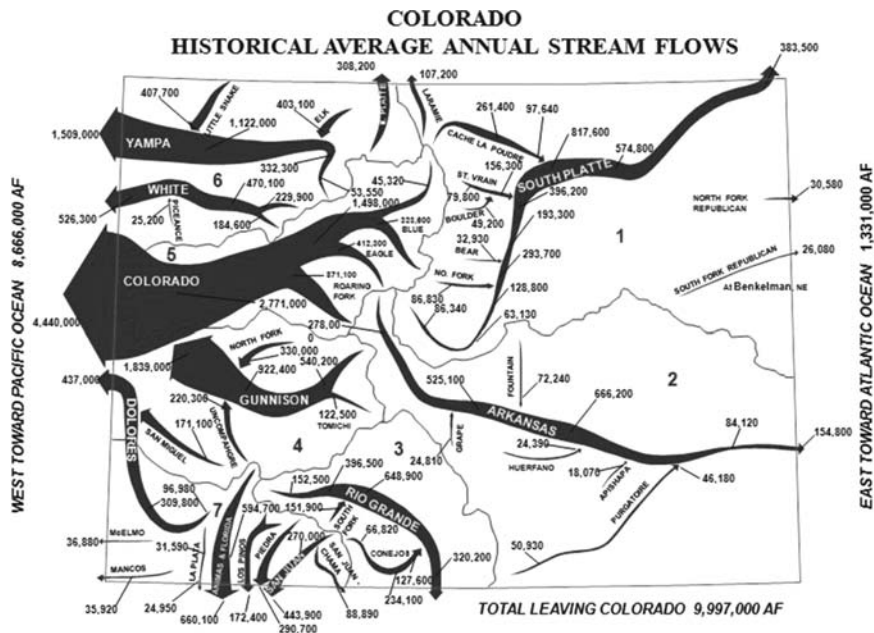 COLORADO
HISTORICAL AVERAGE ANNUAL STREAM FLOWS
383,500
308,200
107,200
407,700
LITTLE SNAKE
403,100
ELK
N. PLATTE
LARAMIE
261,400
97,640
CACHE LA POUDRE
817,600
574,800
1,509,000
YAMPA
1,122,000
332,300
156,300
SOUTH PLATTE
6
45,320
53,550
ST. VRAIN
396,200
WHITE
470,100
229,900
1,498,000
79,800
BOULDER
49,200
193,300
NORTH FORK
REPUBLICAN
30,580
526,300
25,200
PICEANCE
184,600
BLUE
32,930
BEAR
1
5
412,300
EAGLE
293,700
26,080
COLORADO
871,100
ROARING
FORK
NO. FORK
128,800
SOUTH FORK REPUBLICAN
At Benkelman, NE
2,771,000
86,830
86,340
63,130
4,440,000
278,00
0
NORTH FORK
330,000
540,200
1,839,000
922,400
437,000
525,100
FOUNTAIN
72,240
2
220,300
GUNNISON
122,500
TOMICHI
ARKANSAS
666,200
DOLORES
171,100
UNCOMPAHGRE
SAN MIGUEL
4
3
GRAPE
24,810
24,390
HUERFANO
84,120
154,800
18,070
APISHAPA
46,180
PURGATOIRE
396,500
648,900
152,500
96,980
309,800
7
594,700
151,900
RIO GRANDE
SOUTH
FORK
66,820
McELMO
36,880
31,590
LA PLATA
ANIMAS & FLORIDA
LOS PINOS
PIEDRA
270,000
SAN JUAN
SAN JUAN-
CHAMA
CONEJOS
320,200
50,930
MANCOS
127,600
35,920
24,950
660,100
172,400
443,900
290,700
88,890
234,100
TOTAL LEAVING COLORADO 9,997,000 AF
WEST TOWARD PACIFIC OCEAN 8,666,000 AF
EAST TOWARD ATLANTIC OCEAN 1,331,000 AF